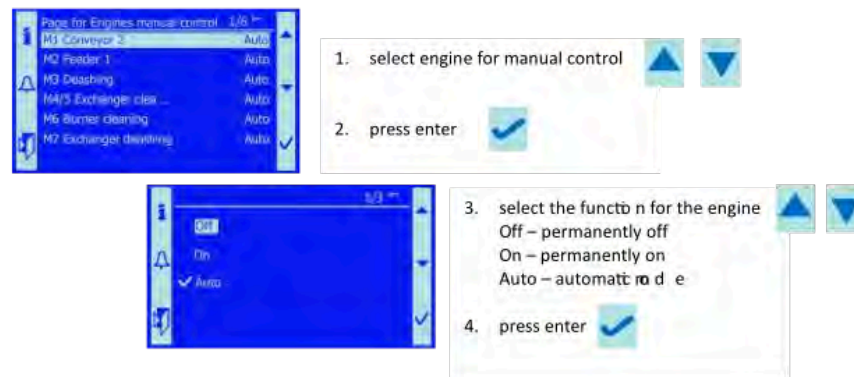 Page for Engines manual control 1/6
M1 Conveyor 2 Auto
M2 Feeder 1 Auto
M3 Deashing Auto
M4/5 Exchanger clea ... Auto
M6 Burner cleaning Auto
M7 Exchanger deashing Auto
1. select engine for manual control
2. press enter
1/3
Off
On
Auto
3. select the functio n for the engine
Off – permanently off
On – permanently on
Auto – automatic mod e
4. press enter